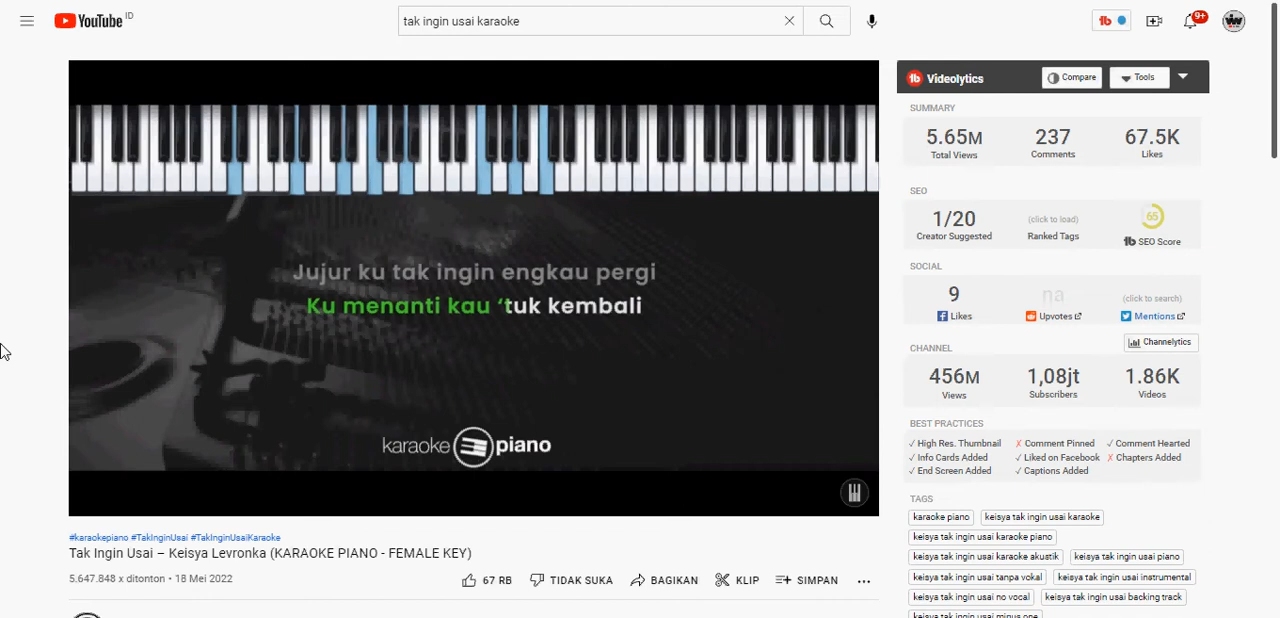 YouTube ID
tak ingin usai karaoke
9+
Jujur ku tak ingin engkau pergi
Ku menanti kau ‘tuk kembali
karaoke piano
#karaokepiano #TakInginUsai #TakInginUsaiKaraoke
Tak Ingin Usai – Keisya Levronka (KARAOKE PIANO - FEMALE KEY)
5.647.848 x ditonton • 18 Mei 2022
67 RB TIDAK SUKA BAGIKAN KLIP SIMPAN ...
Videolytics Compare Tools
SUMMARY
5.65M 237 67.5K
Total Views Comments Likes
SEO
1/20 (click to load) 65
Creator Suggested Ranked Tags tb SEO Score
SOCIAL
9 na (click to search)
Likes Upvotes Mentions
CHANNEL Channelytics
456M 1,08jt 1.86K
Views Subscribers Videos
BEST PRACTICES
✓ High Res. Thumbnail ✗ Comment Pinned ✓ Comment Hearted
✓ Info Cards Added ✓ Liked on Facebook ✗ Chapters Added
✓ End Screen Added ✓ Captions Added
TAGS
karaoke piano keisya tak ingin usai karaoke
keisya tak ingin usai karaoke piano
keisya tak ingin usai karaoke akustik keisya tak ingin usai piano
keisya tak ingin usai tanpa vokal keisya tak ingin usai instrumental
keisya tak ingin usai no vocal keisya tak ingin usai backing track
keisya tak ingin usai minus one